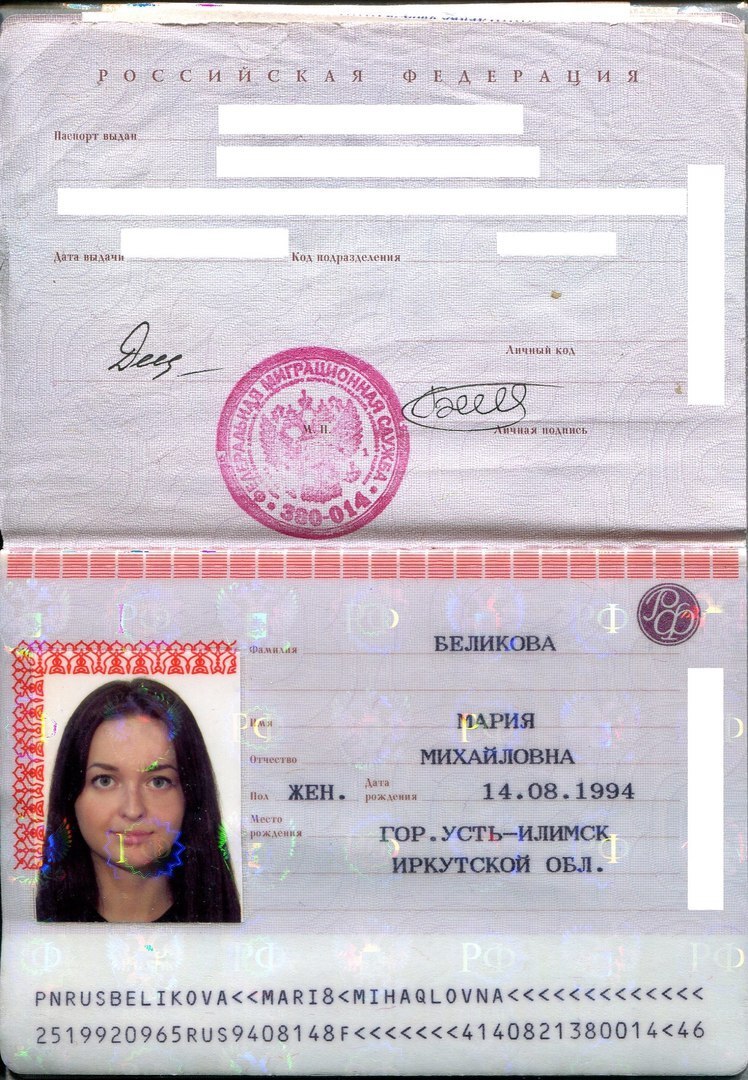 РОССИЙСКАЯ ФЕДЕРАЦИЯ
Паспорт выдан
Дата выдачи Код подразделения
Личный код
ФЕДЕРАЛЬНАЯ МИГРАЦИОННАЯ СЛУЖБА
М. П.
380-014
Личная подпись
РФ
Фамилия БЕЛИКОВА
Имя МАРИЯ
Отчество МИХАЙЛОВНА
Пол ЖЕН. Дата рождения 14.08.1994
Место рождения ГОР.УСТЬ-ИЛИМСК
ИРКУТСКОЙ ОБЛ.
PNRUSBELIKOVA<<MARI8<MIHAQLOVNA<<<<<<<<<<<<<
2519920965RUS9408148F<<<<<<<4140821380014<46